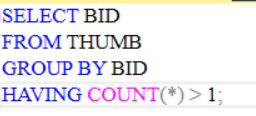 SELECT BID
FROM THUMB
GROUP BY BID
HAVING COUNT(*) > 1;